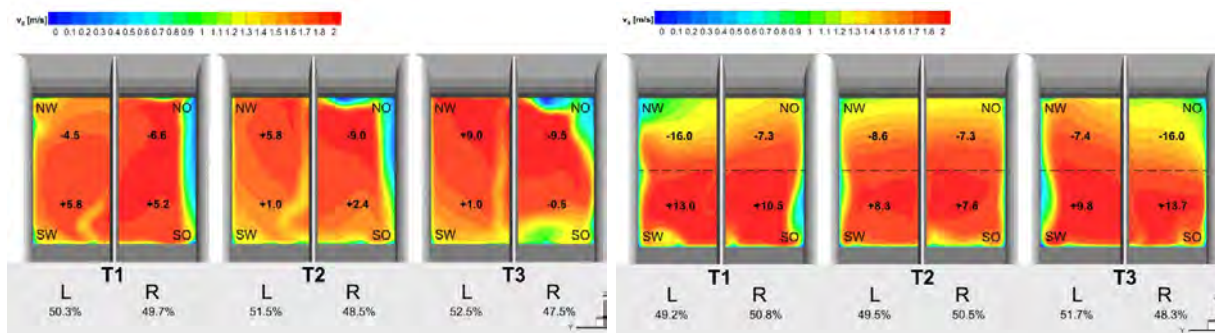 vₓ [m/s]
0 0.1 0.2 0.3 0.4 0.5 0.6 0.7 0.8 0.9 1 1.1 1.2 1.3 1.4 1.5 1.6 1.7 1.8 2
NW NO NW NO NW NO
-4.5 -6.6 +5.8 -9.0 +9.0 -9.5
+5.8 +5.2 +1.0 +2.4 +1.0 -0.5
SW SO SW SO SW SO
T1 T2 T3
L R L R L R
50.3% 49.7% 51.5% 48.5% 52.5% 47.5%
Y
[m/s]
0 0.1 0.2 0.3 0.4 0.5 0.6 0.7 0.8 0.9 1 1.1 1.2 1.3 1.4 1.5 1.6 1.7 1.8 2
NW NO NW NO NW NO
-16.0 -7.3 -8.6 -7.3 -7.4 -16.0
+13.0 +10.5 +8.3 +7.6 +9.8 +13.7
SW SO SW SO SW SO
T1 T2 T3
L R L R L R
49.2% 50.8% 49.5% 50.5% 51.7% 48.3%
Y